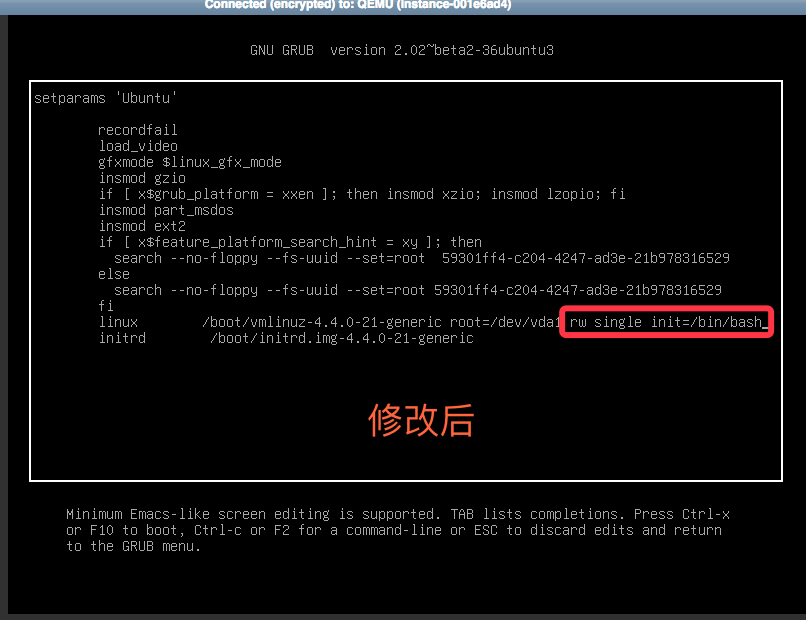 Connected (encrypted) to: QEMU (Instance-001e6ad4)
GNU GRUB  version 2.02~beta2-36ubuntu3
setparams 'Ubuntu'
recordfail
load_video
gfxmode $linux_gfx_mode
insmod gzio
if [ x$grub_platform = xxen ]; then insmod xzio; insmod lzopio; fi
insmod part_msdos
insmod ext2
if [ x$feature_platform_search_hint = xy ]; then
search --no-floppy --fs-uuid --set=root  59301ff4-c204-4247-ad3e-21b978316529
else
search --no-floppy --fs-uuid --set=root 59301ff4-c204-4247-ad3e-21b978316529
fi
linux        /boot/vmlinuz-4.4.0-21-generic root=/dev/vda1 rw single init=/bin/bash_
initrd        /boot/initrd.img-4.4.0-21-generic
修改后
Minimum Emacs-like screen editing is supported. TAB lists completions. Press Ctrl-x
or F10 to boot, Ctrl-c or F2 for a command-line or ESC to discard edits and return
to the GRUB menu.